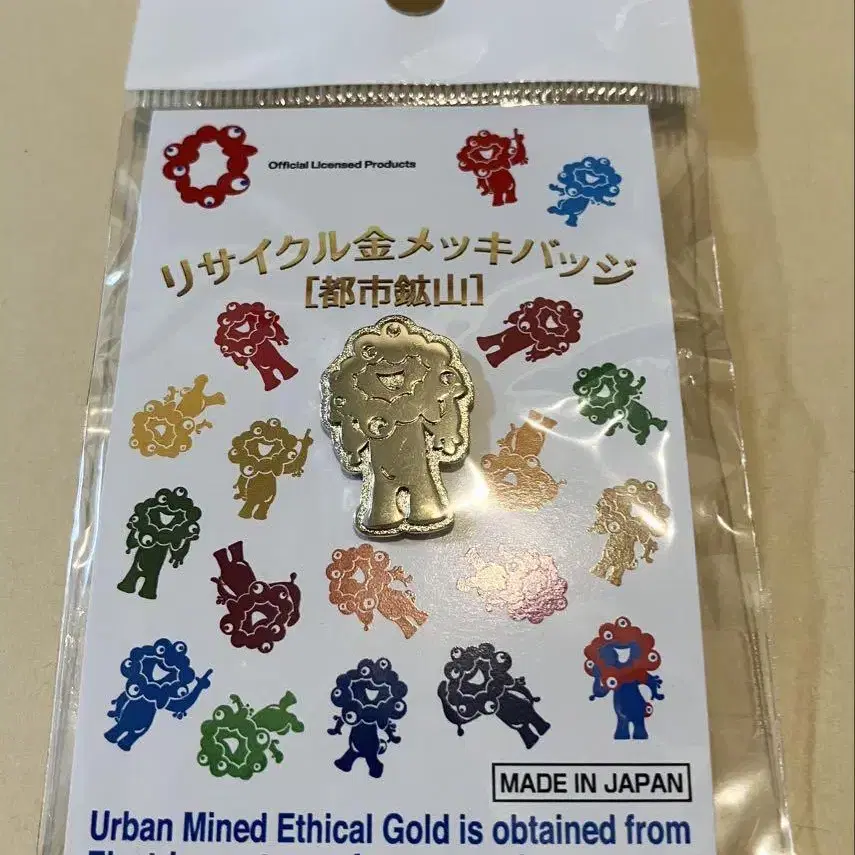 Official Licensed Products
リサイクル金メッキバッジ
[都市鉱山]
MADE IN JAPAN
Urban Mined Ethical Gold is obtained from